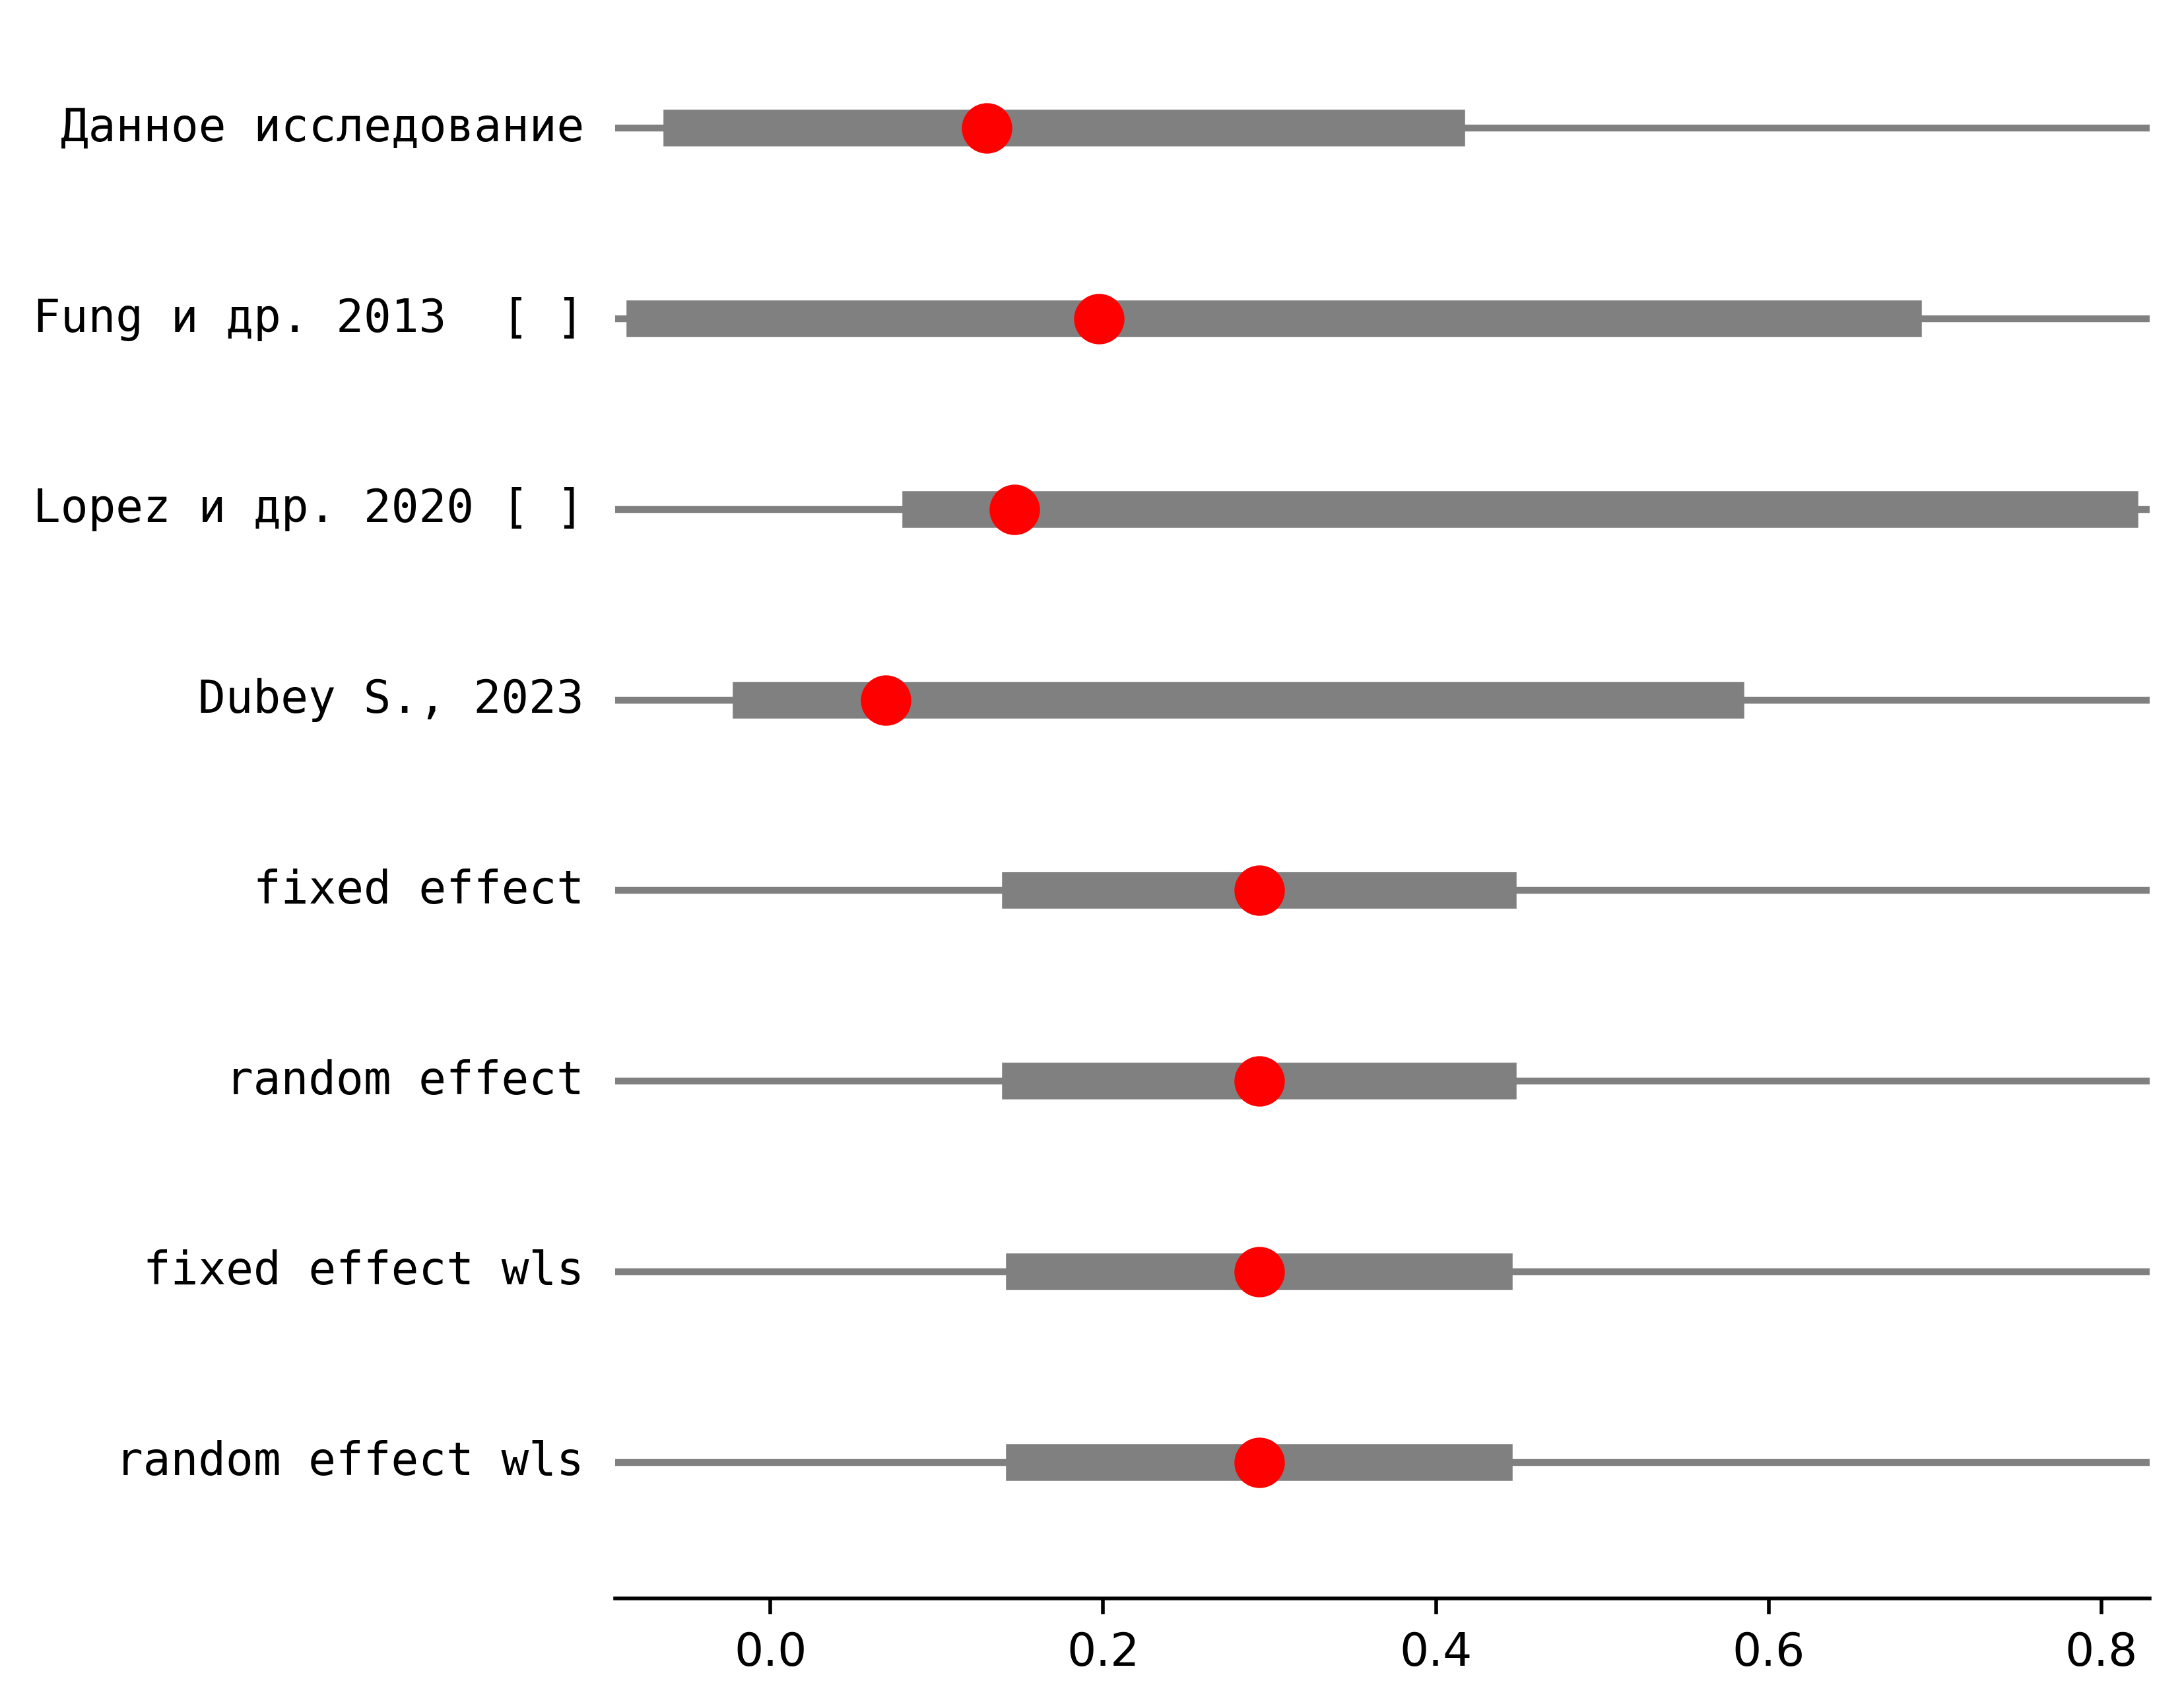 Данное исследование
Fung и др. 2013  [ ]
Lopez и др. 2020 [ ]
Dubey S., 2023
fixed effect
random effect
fixed effect wls
random effect wls
0.0 0.2 0.4 0.6 0.8